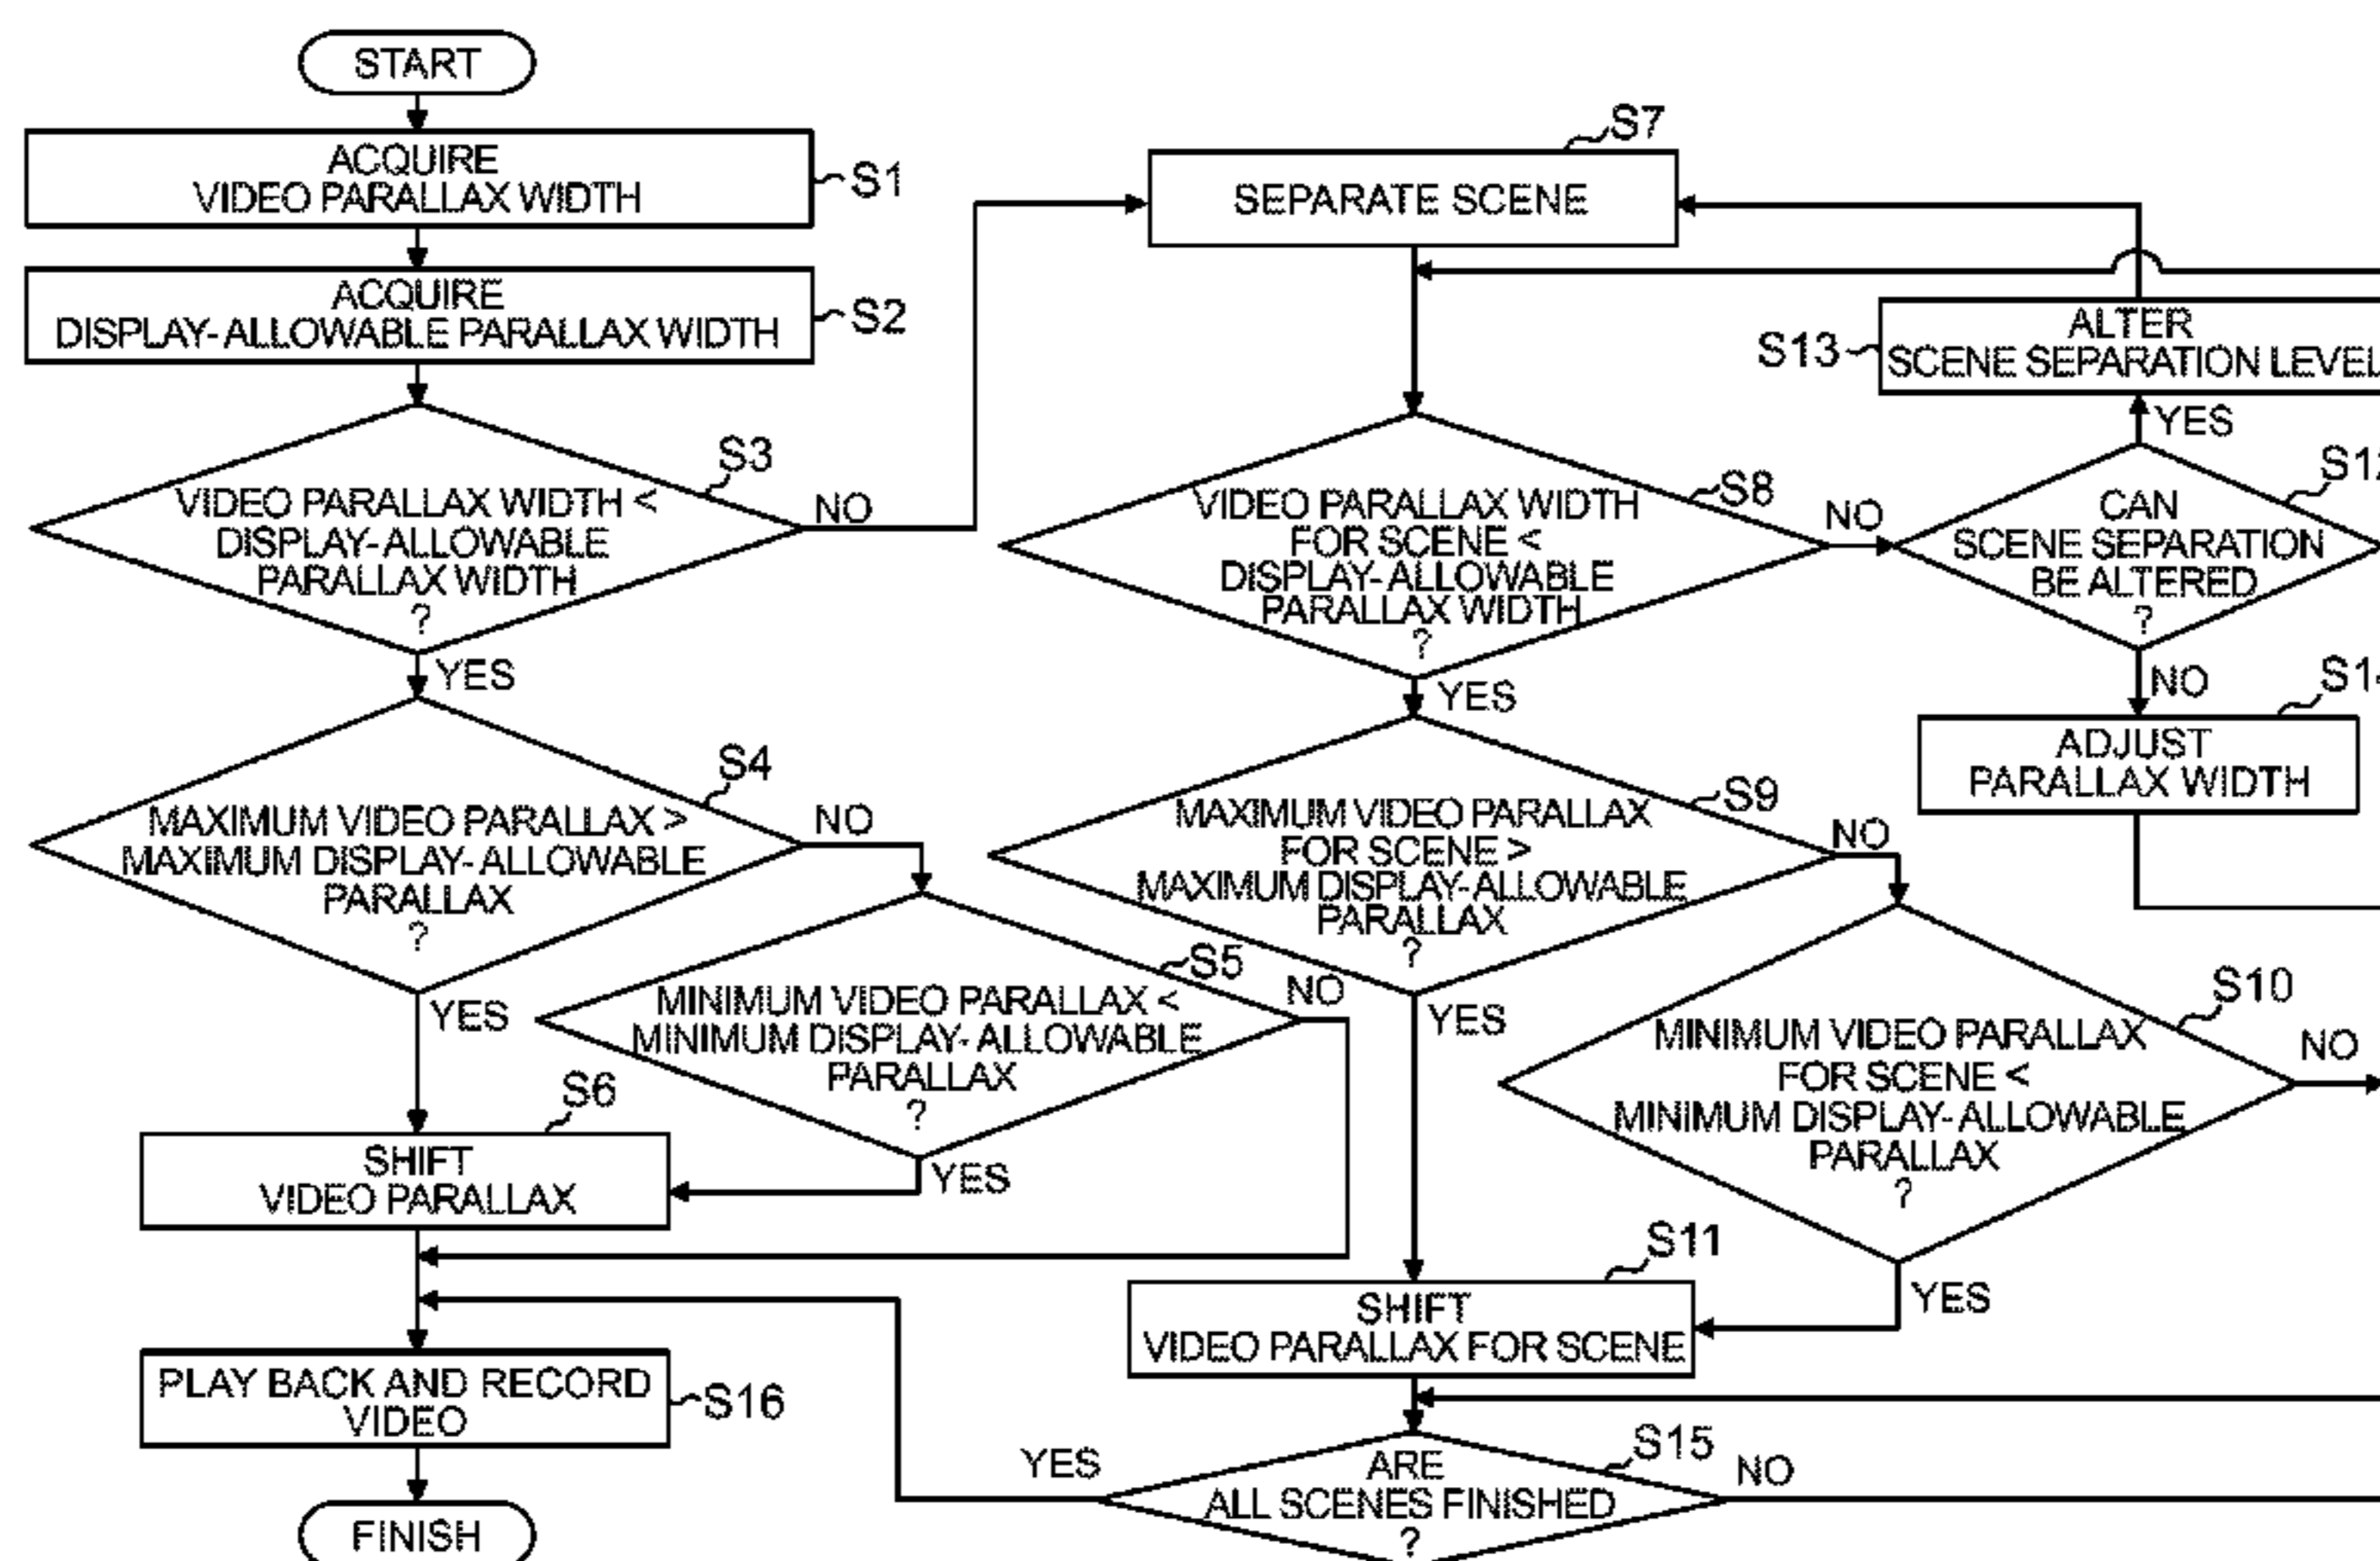 START
ACQUIRE
VIDEO PARALLAX WIDTH
S1
ACQUIRE
DISPLAY-ALLOWABLE PARALLAX WIDTH
S2
S3
VIDEO PARALLAX WIDTH <
DISPLAY-ALLOWABLE
PARALLAX WIDTH
?
NO
YES
S4
MAXIMUM VIDEO PARALLAX >
MAXIMUM DISPLAY-ALLOWABLE
PARALLAX
?
NO
YES
S5
MINIMUM VIDEO PARALLAX <
MINIMUM DISPLAY-ALLOWABLE
PARALLAX
?
NO
YES
S6
SHIFT
VIDEO PARALLAX
PLAY BACK AND RECORD
VIDEO
S16
FINISH
S7
SEPARATE SCENE
S8
VIDEO PARALLAX WIDTH
FOR SCENE <
DISPLAY-ALLOWABLE
PARALLAX WIDTH
?
NO
YES
S9
MAXIMUM VIDEO PARALLAX
FOR SCENE >
MAXIMUM DISPLAY-ALLOWABLE
PARALLAX
?
NO
YES
S10
MINIMUM VIDEO PARALLAX
FOR SCENE <
MINIMUM DISPLAY-ALLOWABLE
PARALLAX
?
NO
YES
S11
SHIFT
VIDEO PARALLAX FOR SCENE
S15
ARE
ALL SCENES FINISHED
?
YES
NO
S13
ALTER
SCENE SEPARATION LEVEL
YES
CAN
SCENE SEPARATION
BE ALTERED
?
NO
ADJUST
PARALLAX WIDTH